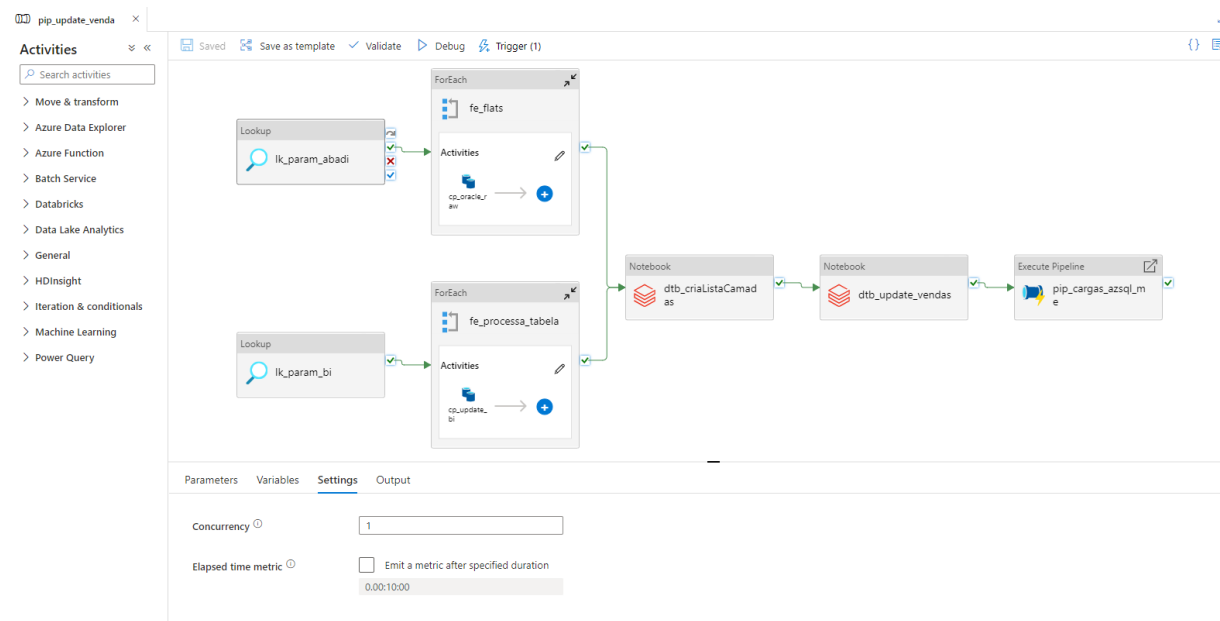 pip_update_venda
Activities
Search activities
Move & transform
Azure Data Explorer
Azure Function
Batch Service
Databricks
Data Lake Analytics
General
HDInsight
Iteration & conditionals
Machine Learning
Power Query
Saved
Save as template
Validate
Debug
Trigger (1)
Lookup
lk_param_abadi
ForEach
fe_flats
Activities
cp_oracle_r
aw
Lookup
lk_param_bi
ForEach
fe_processa_tabela
Activities
cp_update_
bi
Notebook
dtb_criaListaCamad
as
Notebook
dtb_update_vendas
Execute Pipeline
pip_cargas_azsql_m
e
Parameters Variables Settings Output
Concurrency
1
Elapsed time metric
Emit a metric after specified duration
0.00:10:00